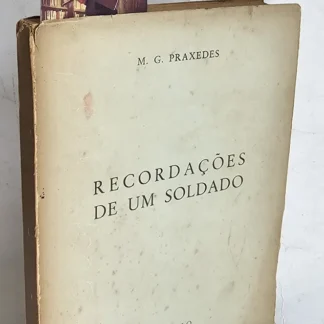 M. G. PRAXEDES
RECORDAÇÕES
DE UM SOLDADO